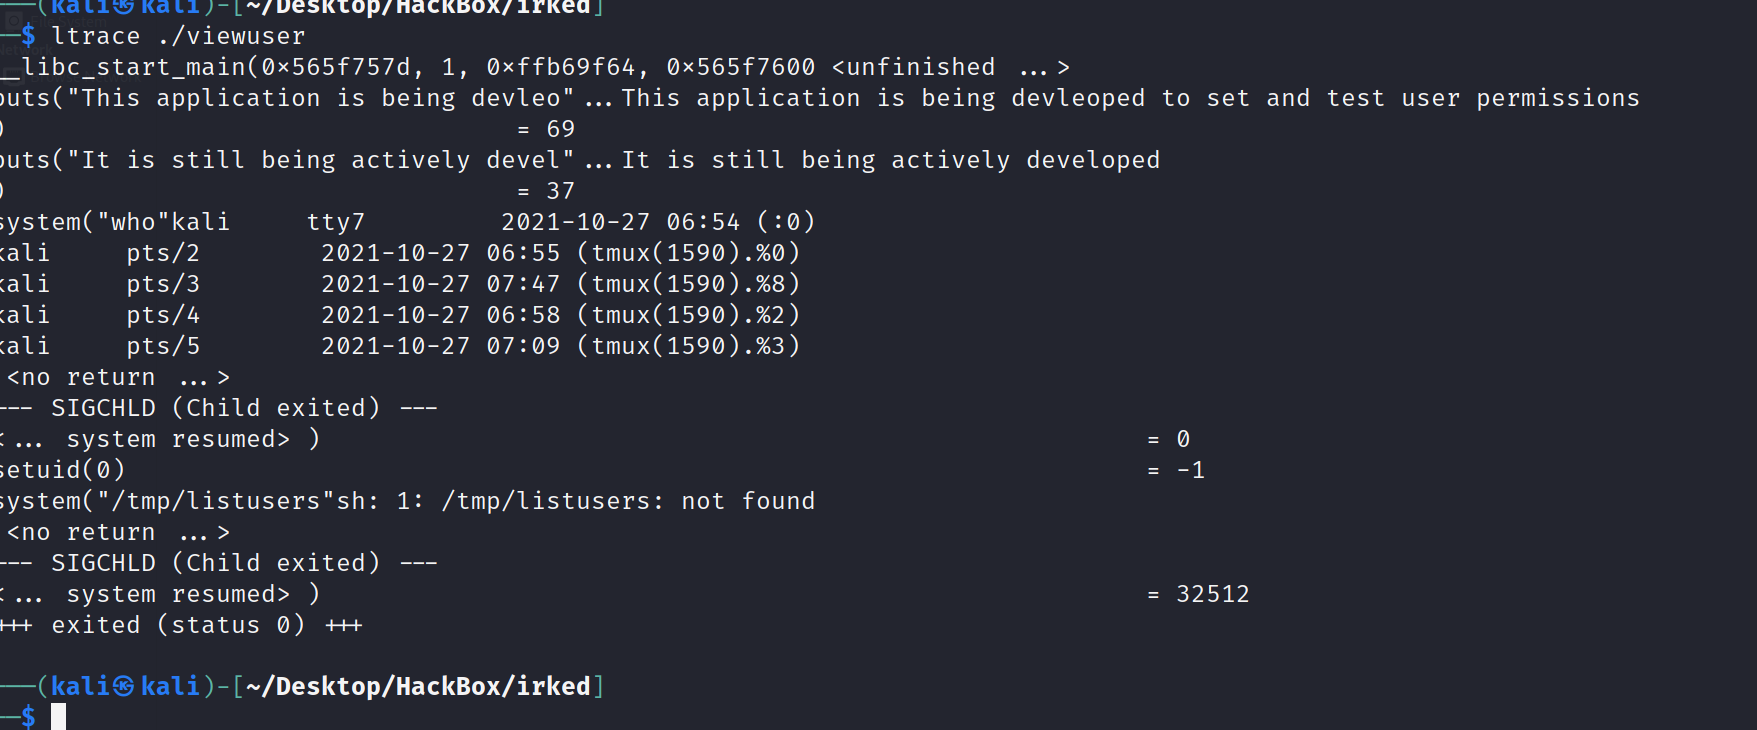 (kali㉿kali)-[~/Desktop/HackBox/irked]
$ ltrace ./viewuser
__libc_start_main(0×565f757d, 1, 0×ffb69f64, 0×565f7600 <unfinished ...>
puts("This application is being devleo"...This application is being devleoped to set and test user permissions
) = 69
puts("It is still being actively devel"...It is still being actively developed
) = 37
system("who"kali tty7 2021-10-27 06:54 (:0)
kali pts/2 2021-10-27 06:55 (tmux(1590).%0)
kali pts/3 2021-10-27 07:47 (tmux(1590).%8)
kali pts/4 2021-10-27 06:58 (tmux(1590).%2)
kali pts/5 2021-10-27 07:09 (tmux(1590).%3)
<no return ...>
--- SIGCHLD (Child exited) ---
<... system resumed> ) = 0
setuid(0) = -1
system("/tmp/listusers"sh: 1: /tmp/listusers: not found
<no return ...>
--- SIGCHLD (Child exited) ---
<... system resumed> ) = 32512
+++ exited (status 0) +++
(kali㉿kali)-[~/Desktop/HackBox/irked]
$